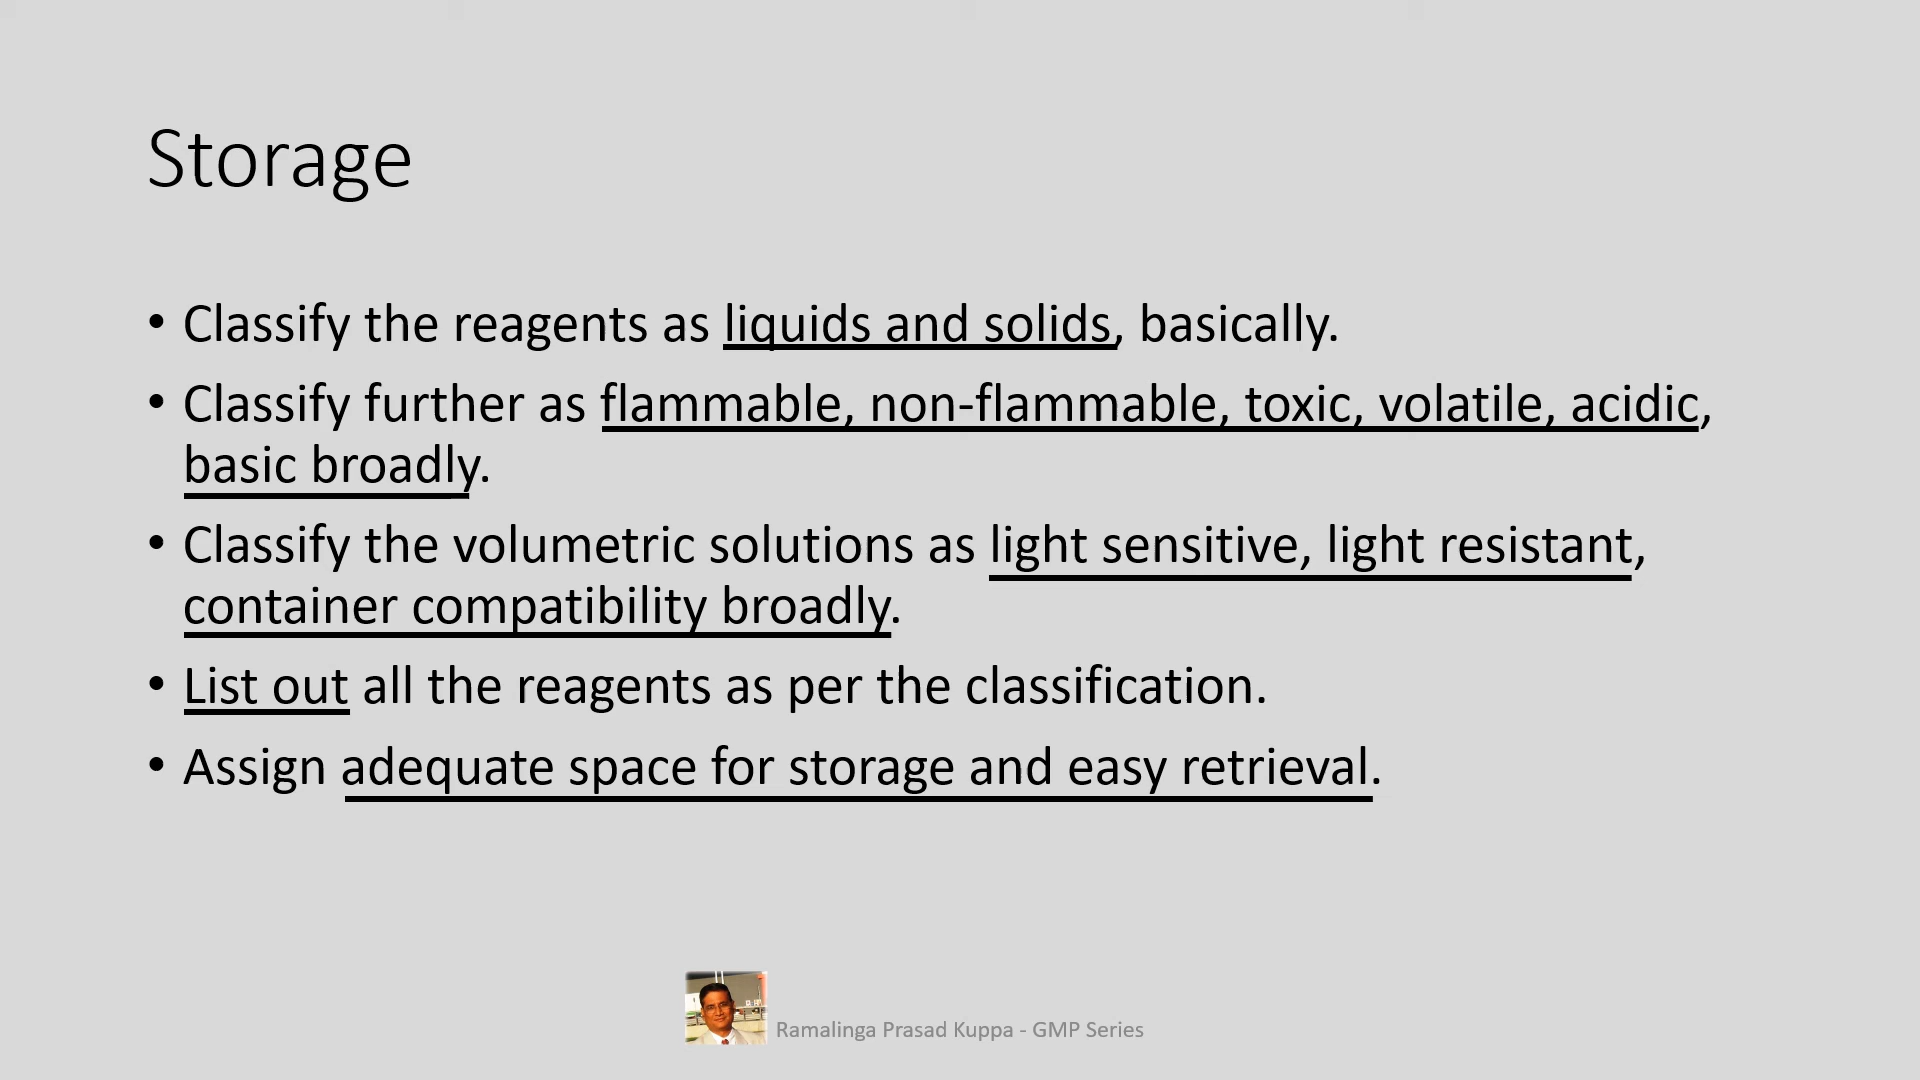 Storage
• Classify the reagents as liquids and solids, basically.
• Classify further as flammable, non-flammable, toxic, volatile, acidic,
basic broadly.
• Classify the volumetric solutions as light sensitive, light resistant,
container compatibility broadly.
• List out all the reagents as per the classification.
• Assign adequate space for storage and easy retrieval.
Ramalinga Prasad Kuppa - GMP Series